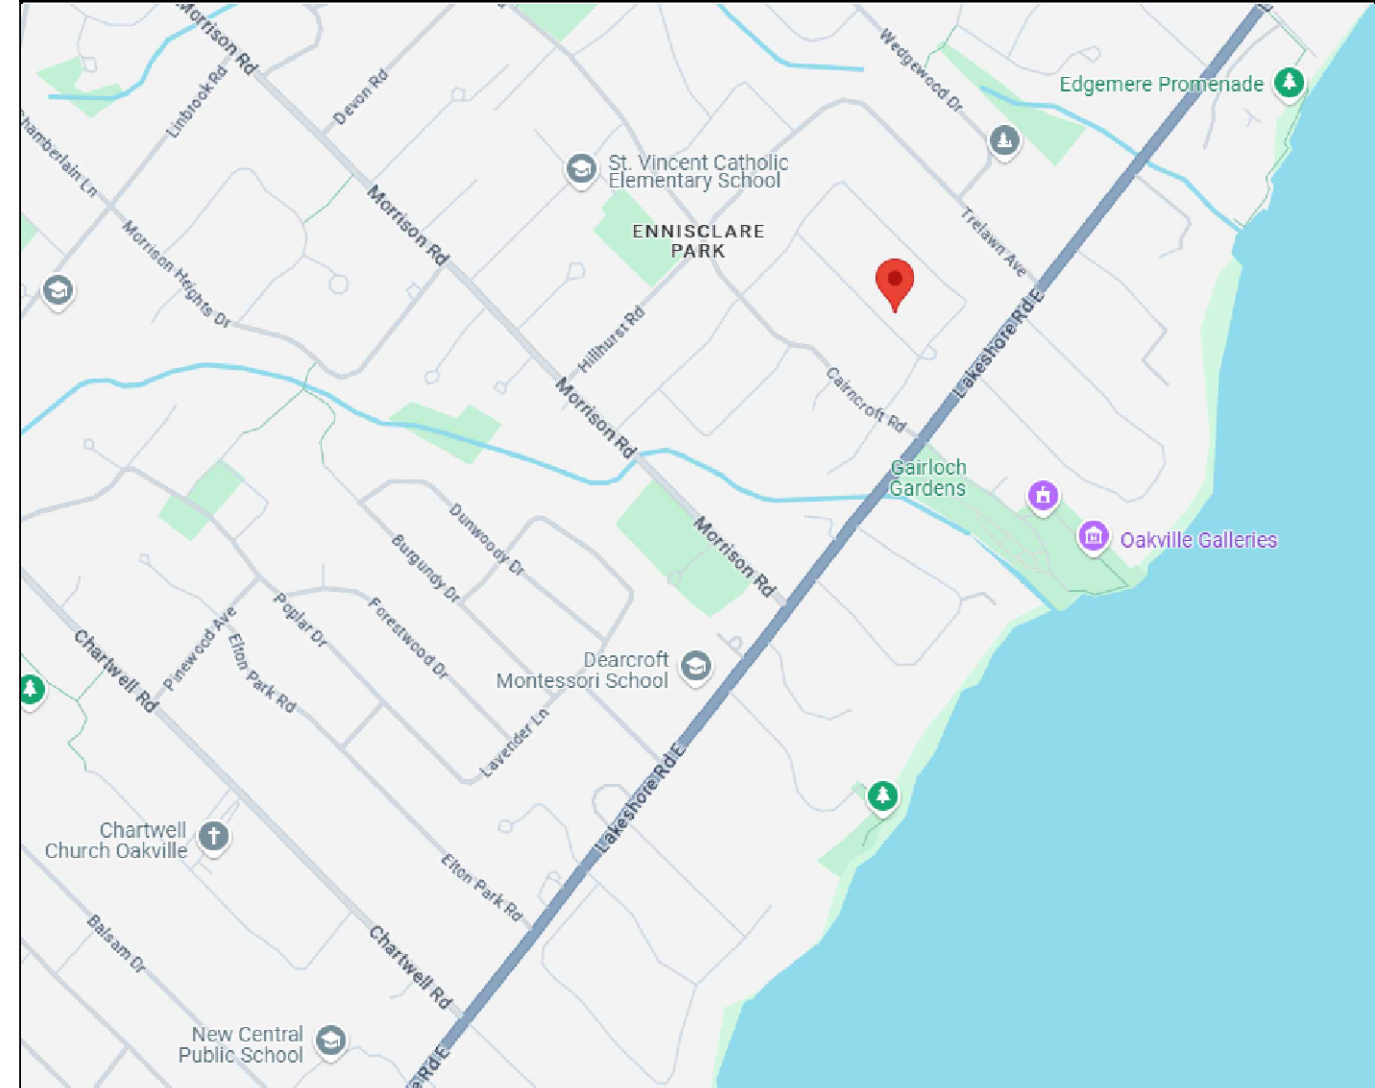 Morrison Rd
Linbrook Rd
Devon Rd
Wedgewood Dr
Edgemere Promenade
Chamberlain Ln
St. Vincent Catholic
Elementary School
Morrison Rd
ENNISCLARE
PARK
Trelawn Ave
Morrison Heights Dr
Hillhurst Rd
Lakeshore Rd E
Cairncroft Rd
Morrison Rd
Gairloch
Gardens
Oakville Galleries
Dunwoody Dr
Burgundy Dr
Morrison Rd
Pinewood Ave
Poplar Dr
Forestwood Dr
Elton Park Rd
Chartwell Rd
Dearcroft
Montessori School
Lavender Ln
Lakeshore Rd E
Chartwell
Church Oakville
Elton Park Rd
Balsam Dr
Chartwell Rd
New Central
Public School
e Rd E